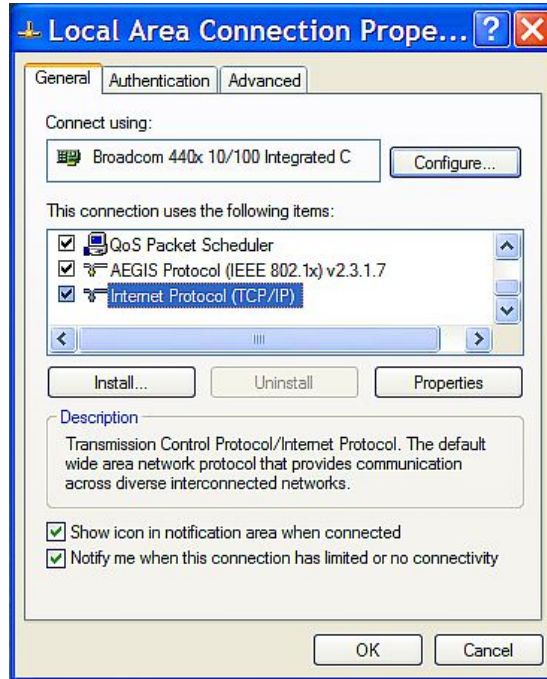 Local Area Connection Prope...
General Authentication Advanced
Connect using:
Broadcom 440x 10/100 Integrated C
Configure...
This connection uses the following items:
QoS Packet Scheduler
AEGIS Protocol (IEEE 802.1x) v2.3.1.7
Internet Protocol (TCP/IP)
Install... Uninstall Properties
Description
Transmission Control Protocol/Internet Protocol. The default
wide area network protocol that provides communication
across diverse interconnected networks.
Show icon in notification area when connected
Notify me when this connection has limited or no connectivity
OK Cancel